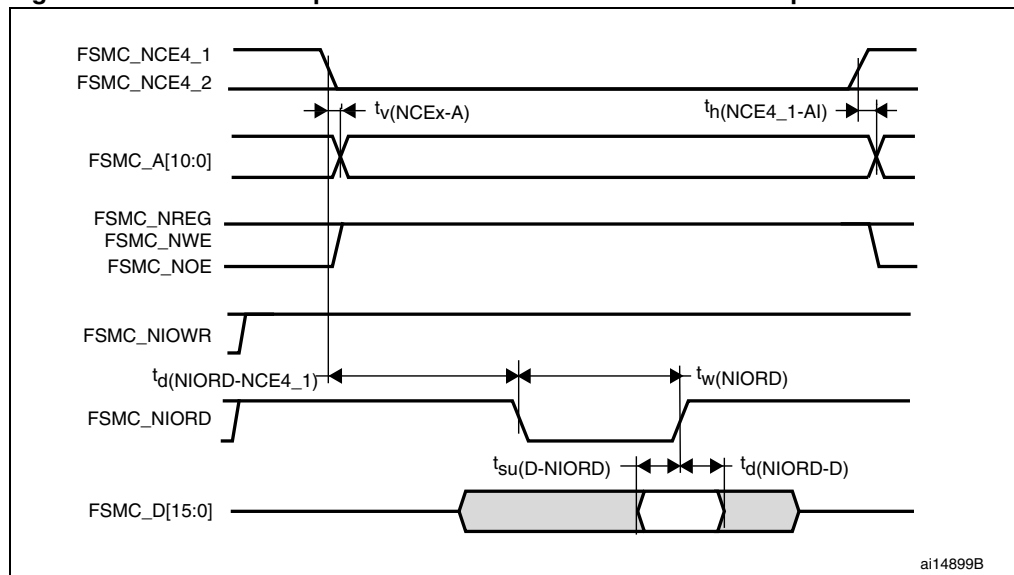 FSMC_NCE4_1
FSMC_NCE4_2
tv(NCEx-A)
th(NCE4_1-AI)
FSMC_A[10:0]
FSMC_NREG
FSMC_NWE
FSMC_NOE
FSMC_NIOWR
td(NIORD-NCE4_1)
tw(NIORD)
FSMC_NIORD
tsu(D-NIORD)
td(NIORD-D)
FSMC_D[15:0]
ai14899B